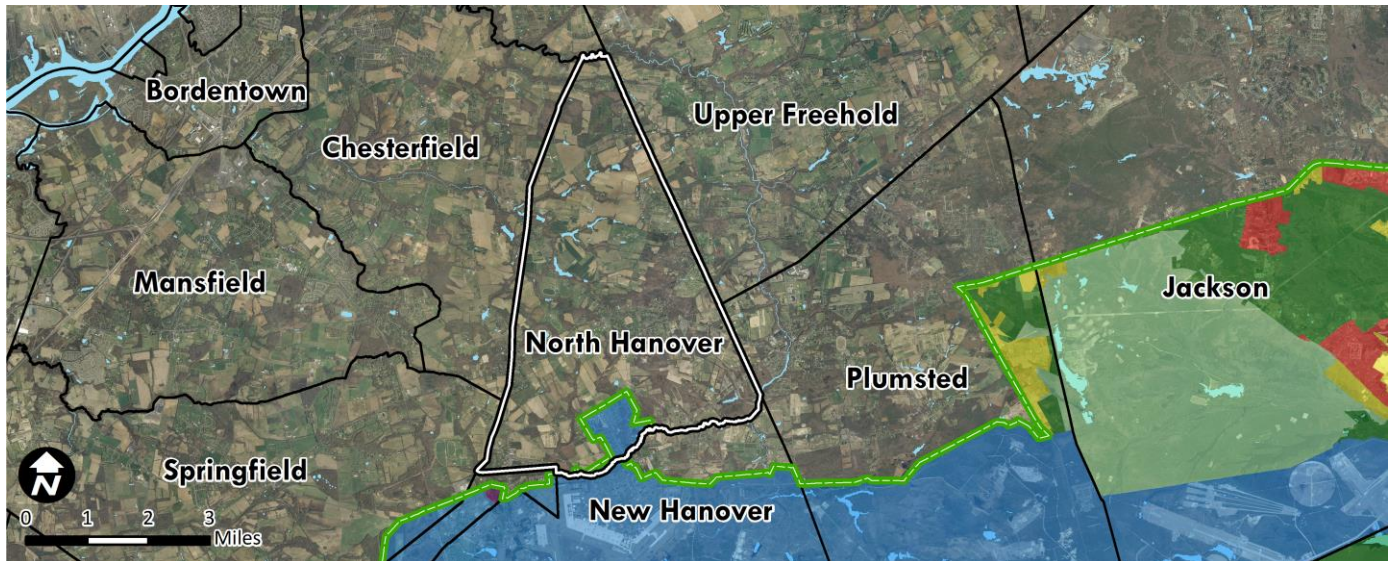 Bordentown
Upper Freehold
Chesterfield
Mansfield
Jackson
North Hanover
Plumsted
Springfield
N
New Hanover
0 1 2 3
Miles